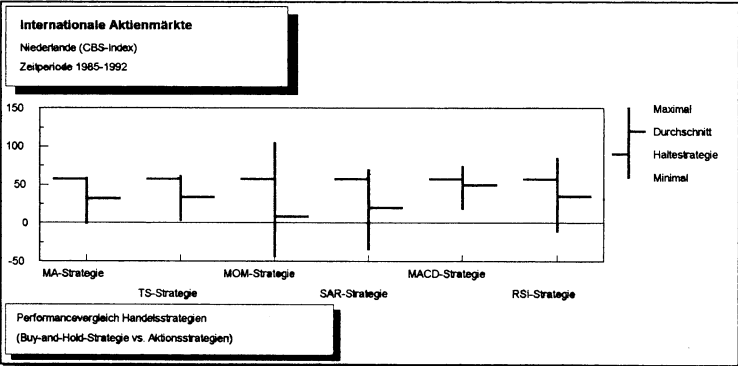 Internationale Aktienmärkte
Niederlande (CBS-Index)
Zeitperiode 1985-1992
150
100
50
0
-50
Maximal
Durchschnitt
Haltestrategie
Minimal
MA-Strategie
MOM-Strategie
MACD-Strategie
TS-Strategie
SAR-Strategie
RSI-Strategie
Performancevergleich Handelsstrategien
(Buy-and-Hold-Strategie vs. Aktionsstrategien)